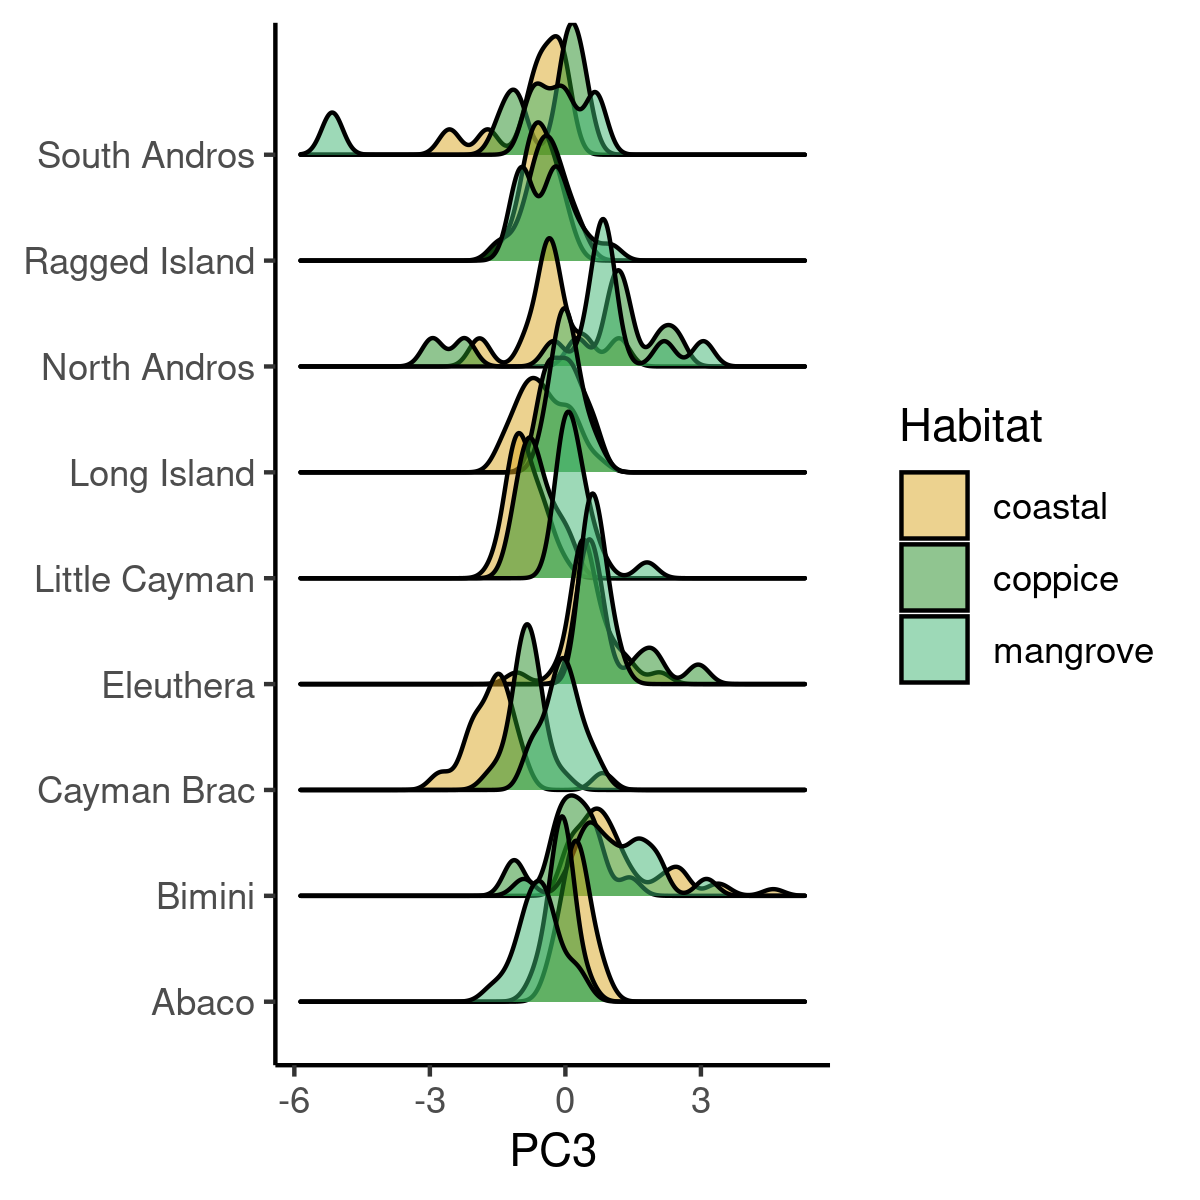 South Andros
Ragged Island
North Andros
Long Island
Little Cayman
Eleuthera
Cayman Brac
Bimini
Abaco
-6 -3 0 3
PC3
Habitat
coastal
coppice
mangrove